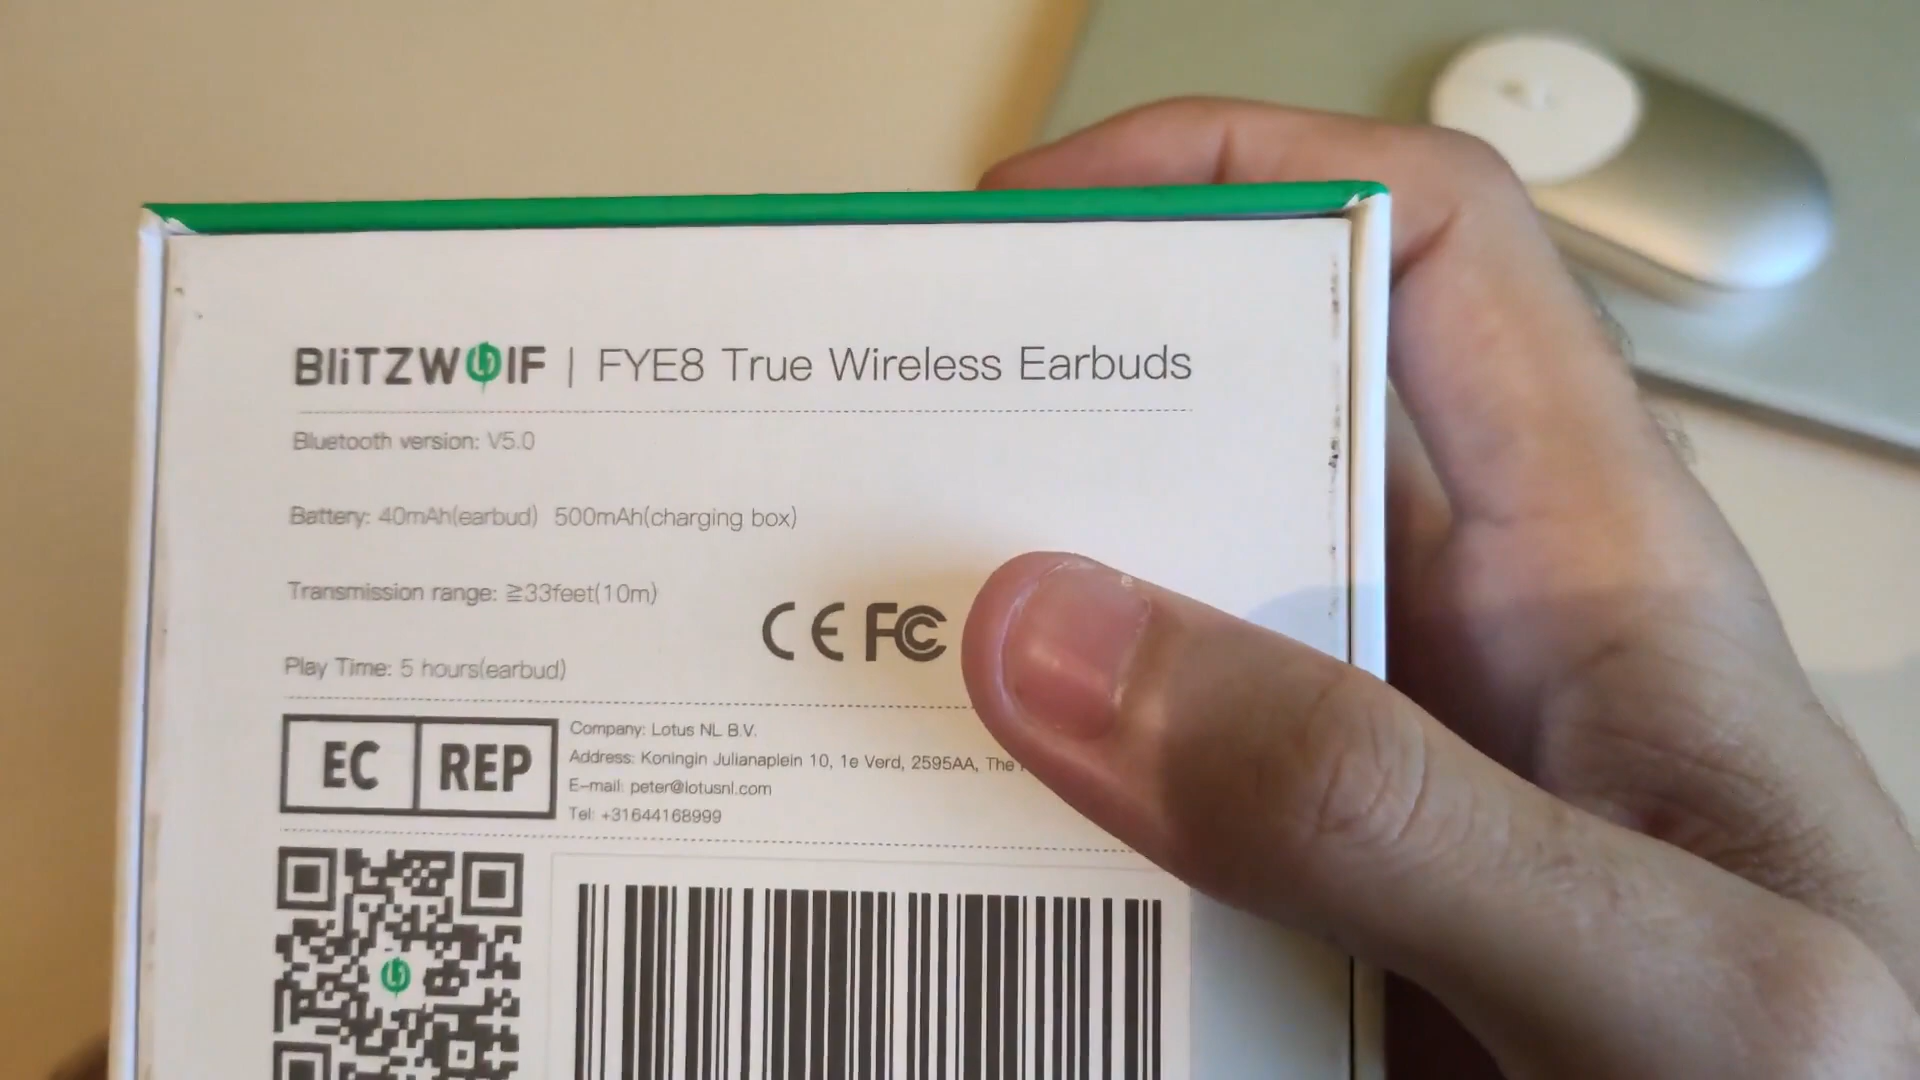 BLiTZWOLF | FYE8 True Wireless Earbuds
Bluetooth version: V5.0
Battery: 40mAh(earbud) 500mAh(charging box)
Transmission range: ≧33feet(10m)
CE FC
Play Time: 5 hours(earbud)
EC REP
Company: Lotus NL B.V.
Address: Koningin Julianaplein 10, 1e Verd, 2595AA, The
E-mail: peter@lotusnl.com
Tel: +31644168999